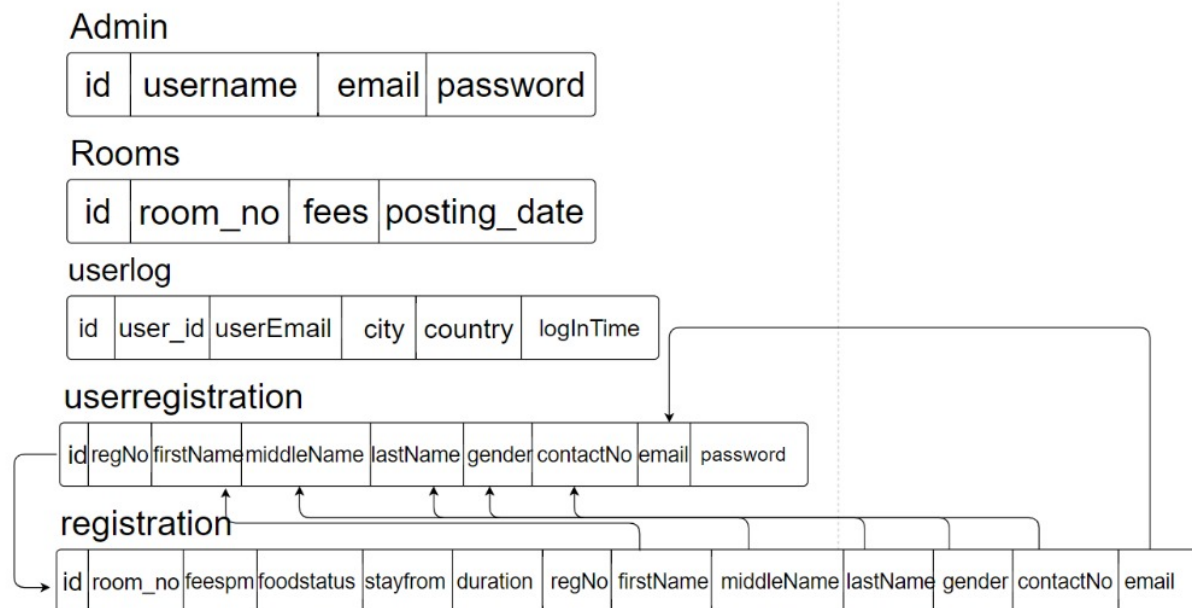 Admin
id username email password
Rooms
id room_no fees posting_date
userlog
id user_id userEmail city country logInTime
userregistration
id regNo firstName middleName lastName gender contactNo email password
registration
id room_no feespm foodstatus stayfrom duration regNo firstName middleName lastName gender contactNo email